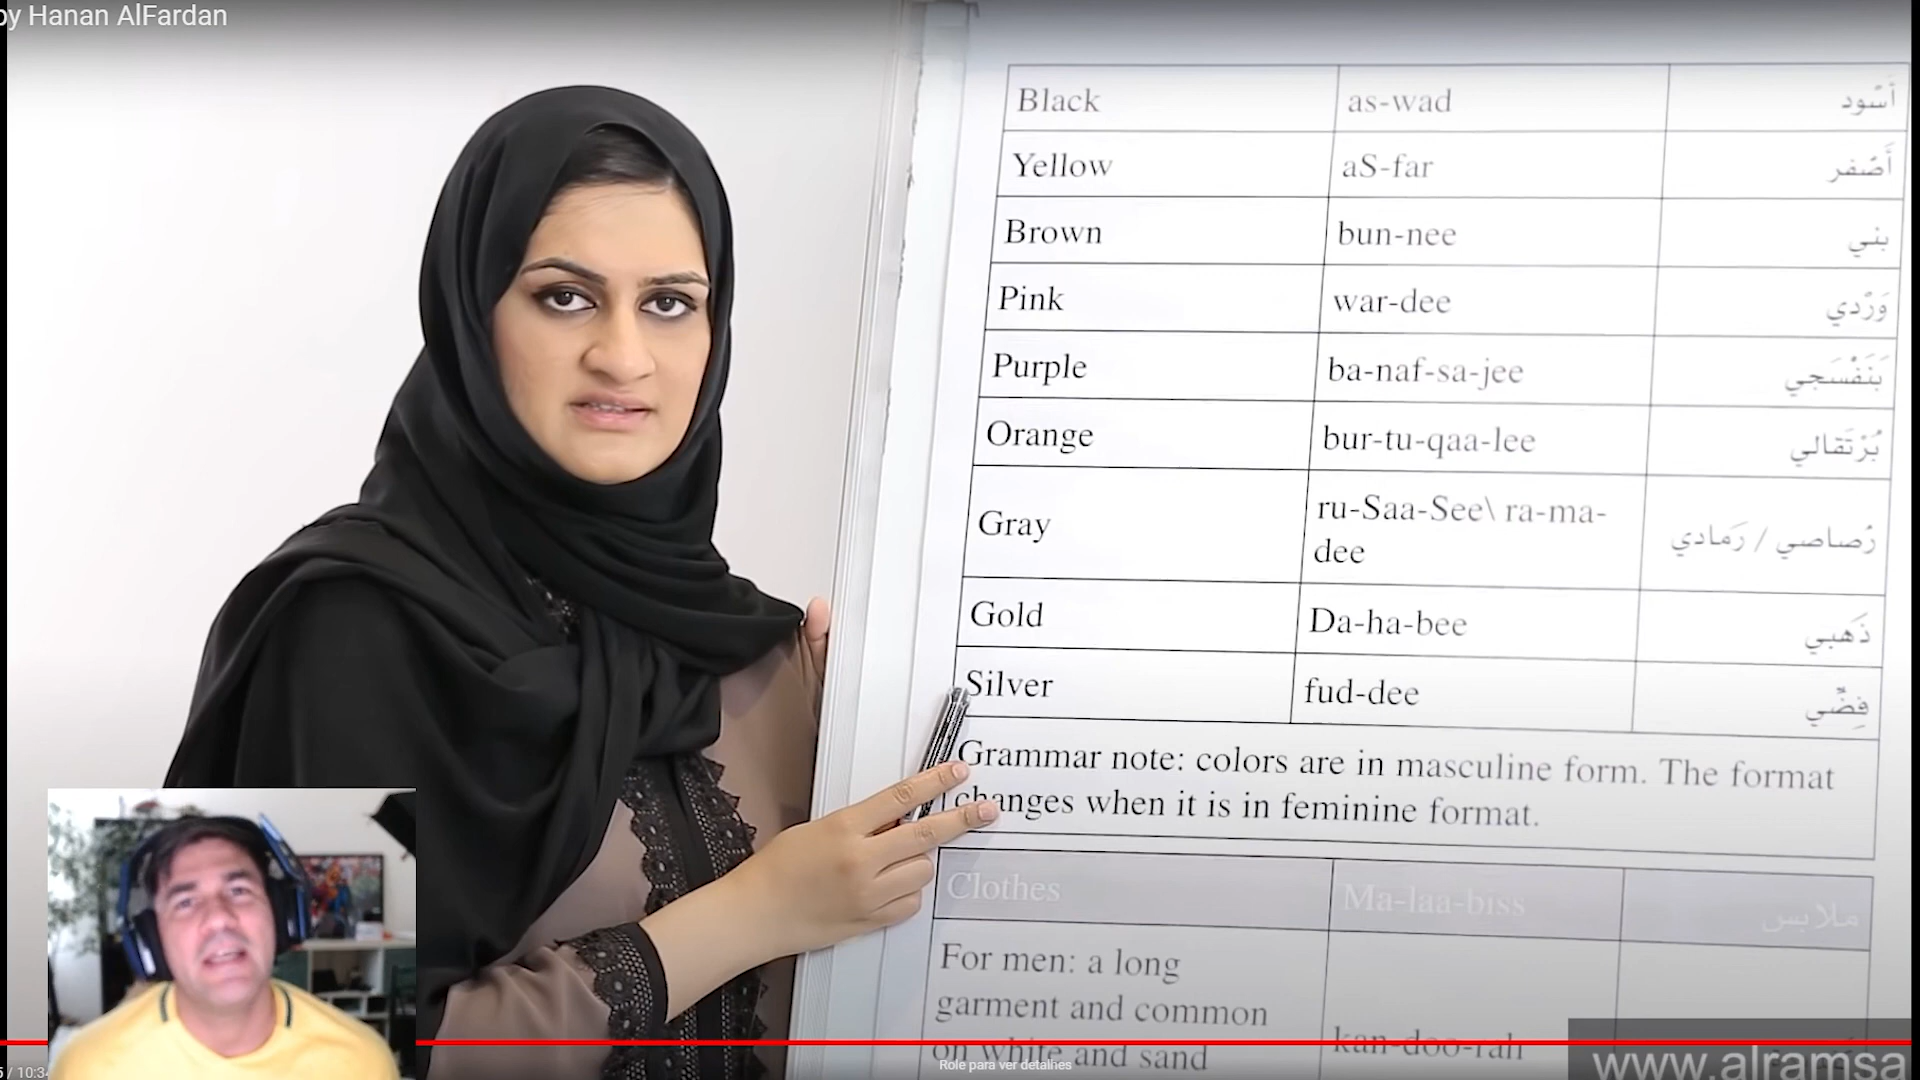 by Hanan AlFardan
Black as-wad أَسْود
Yellow aS-far أَصْفر
Brown bun-nee بني
Pink war-dee وَرْدي
Purple ba-naf-sa-jee بَنَفْسَجي
Orange bur-tu-qaa-lee بُرْتَقالي
Gray ru-Saa-See\ ra-ma- رُصاصي / رَمادي
dee
Gold Da-ha-bee ذَهبي
Silver fud-dee فِضِّي
Grammar note: colors are in masculine form. The format
changes when it is in feminine format.
Clothes Ma-laa-biss ملابس
For men: a long
garment and common
on white and sand kan-doo-rah
www.alramsa
Role para ver detalhes